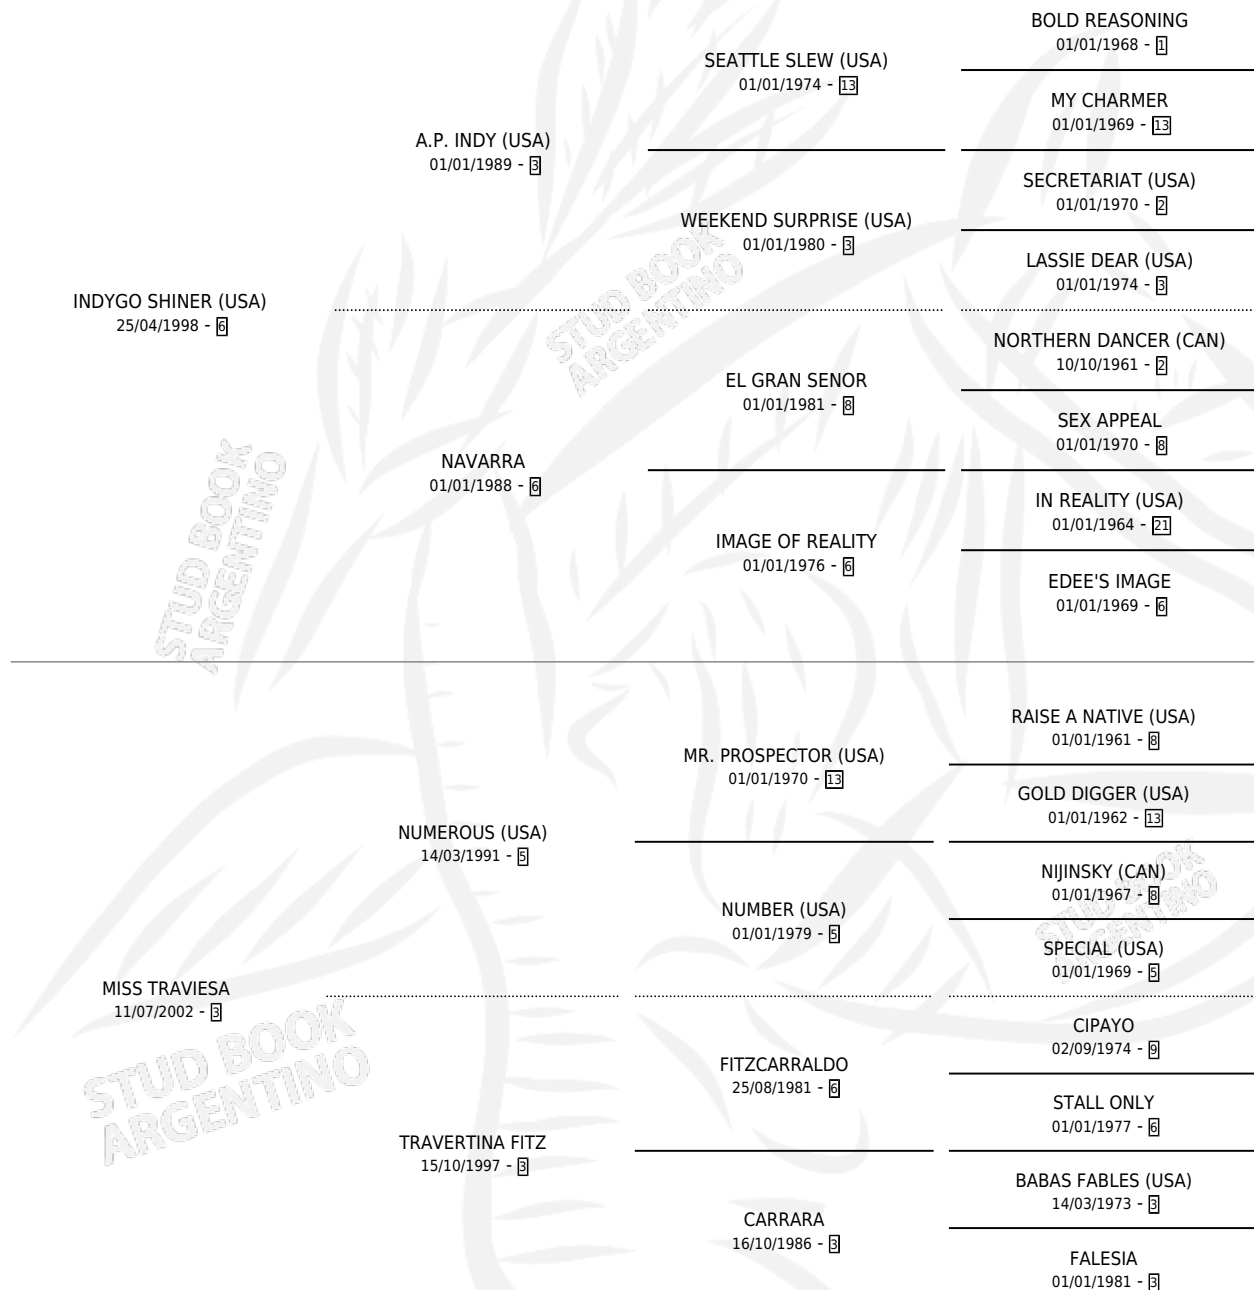 BOLD REASONING
01/01/1968 - 1
SEATTLE SLEW (USA)
01/01/1974 - 13
MY CHARMER
01/01/1969 - 13
A.P. INDY (USA)
01/01/1989 - 3
SECRETARIAT (USA)
01/01/1970 - 2
WEEKEND SURPRISE (USA)
01/01/1980 - 3
LASSIE DEAR (USA)
01/01/1974 - 3
INDYGO SHINER (USA)
25/04/1998 - 6
NORTHERN DANCER (CAN)
10/10/1961 - 2
EL GRAN SENOR
01/01/1981 - 8
SEX APPEAL
01/01/1970 - 8
NAVARRA
01/01/1988 - 6
IN REALITY (USA)
01/01/1964 - 21
IMAGE OF REALITY
01/01/1976 - 6
EDEE'S IMAGE
01/01/1969 - 6
RAISE A NATIVE (USA)
01/01/1961 - 8
MR. PROSPECTOR (USA)
01/01/1970 - 13
GOLD DIGGER (USA)
01/01/1962 - 13
NUMEROUS (USA)
14/03/1991 - 5
NIJINSKY (CAN)
01/01/1967 - 8
NUMBER (USA)
01/01/1979 - 5
SPECIAL (USA)
01/01/1969 - 5
MISS TRAVIESA
11/07/2002 - 3
CIPAYO
02/09/1974 - 9
FITZCARRALDO
25/08/1981 - 6
STALL ONLY
01/01/1977 - 6
TRAVERTINA FITZ
15/10/1997 - 3
BABAS FABLES (USA)
14/03/1973 - 3
CARRARA
16/10/1986 - 3
FALESIA
01/01/1981 - 3
STUD BOOK
ARGENTINO
STUD BOOK
ARGENTINO
STUD BOOK
ARGENTINO
STUD BOOK
ARGENTINO